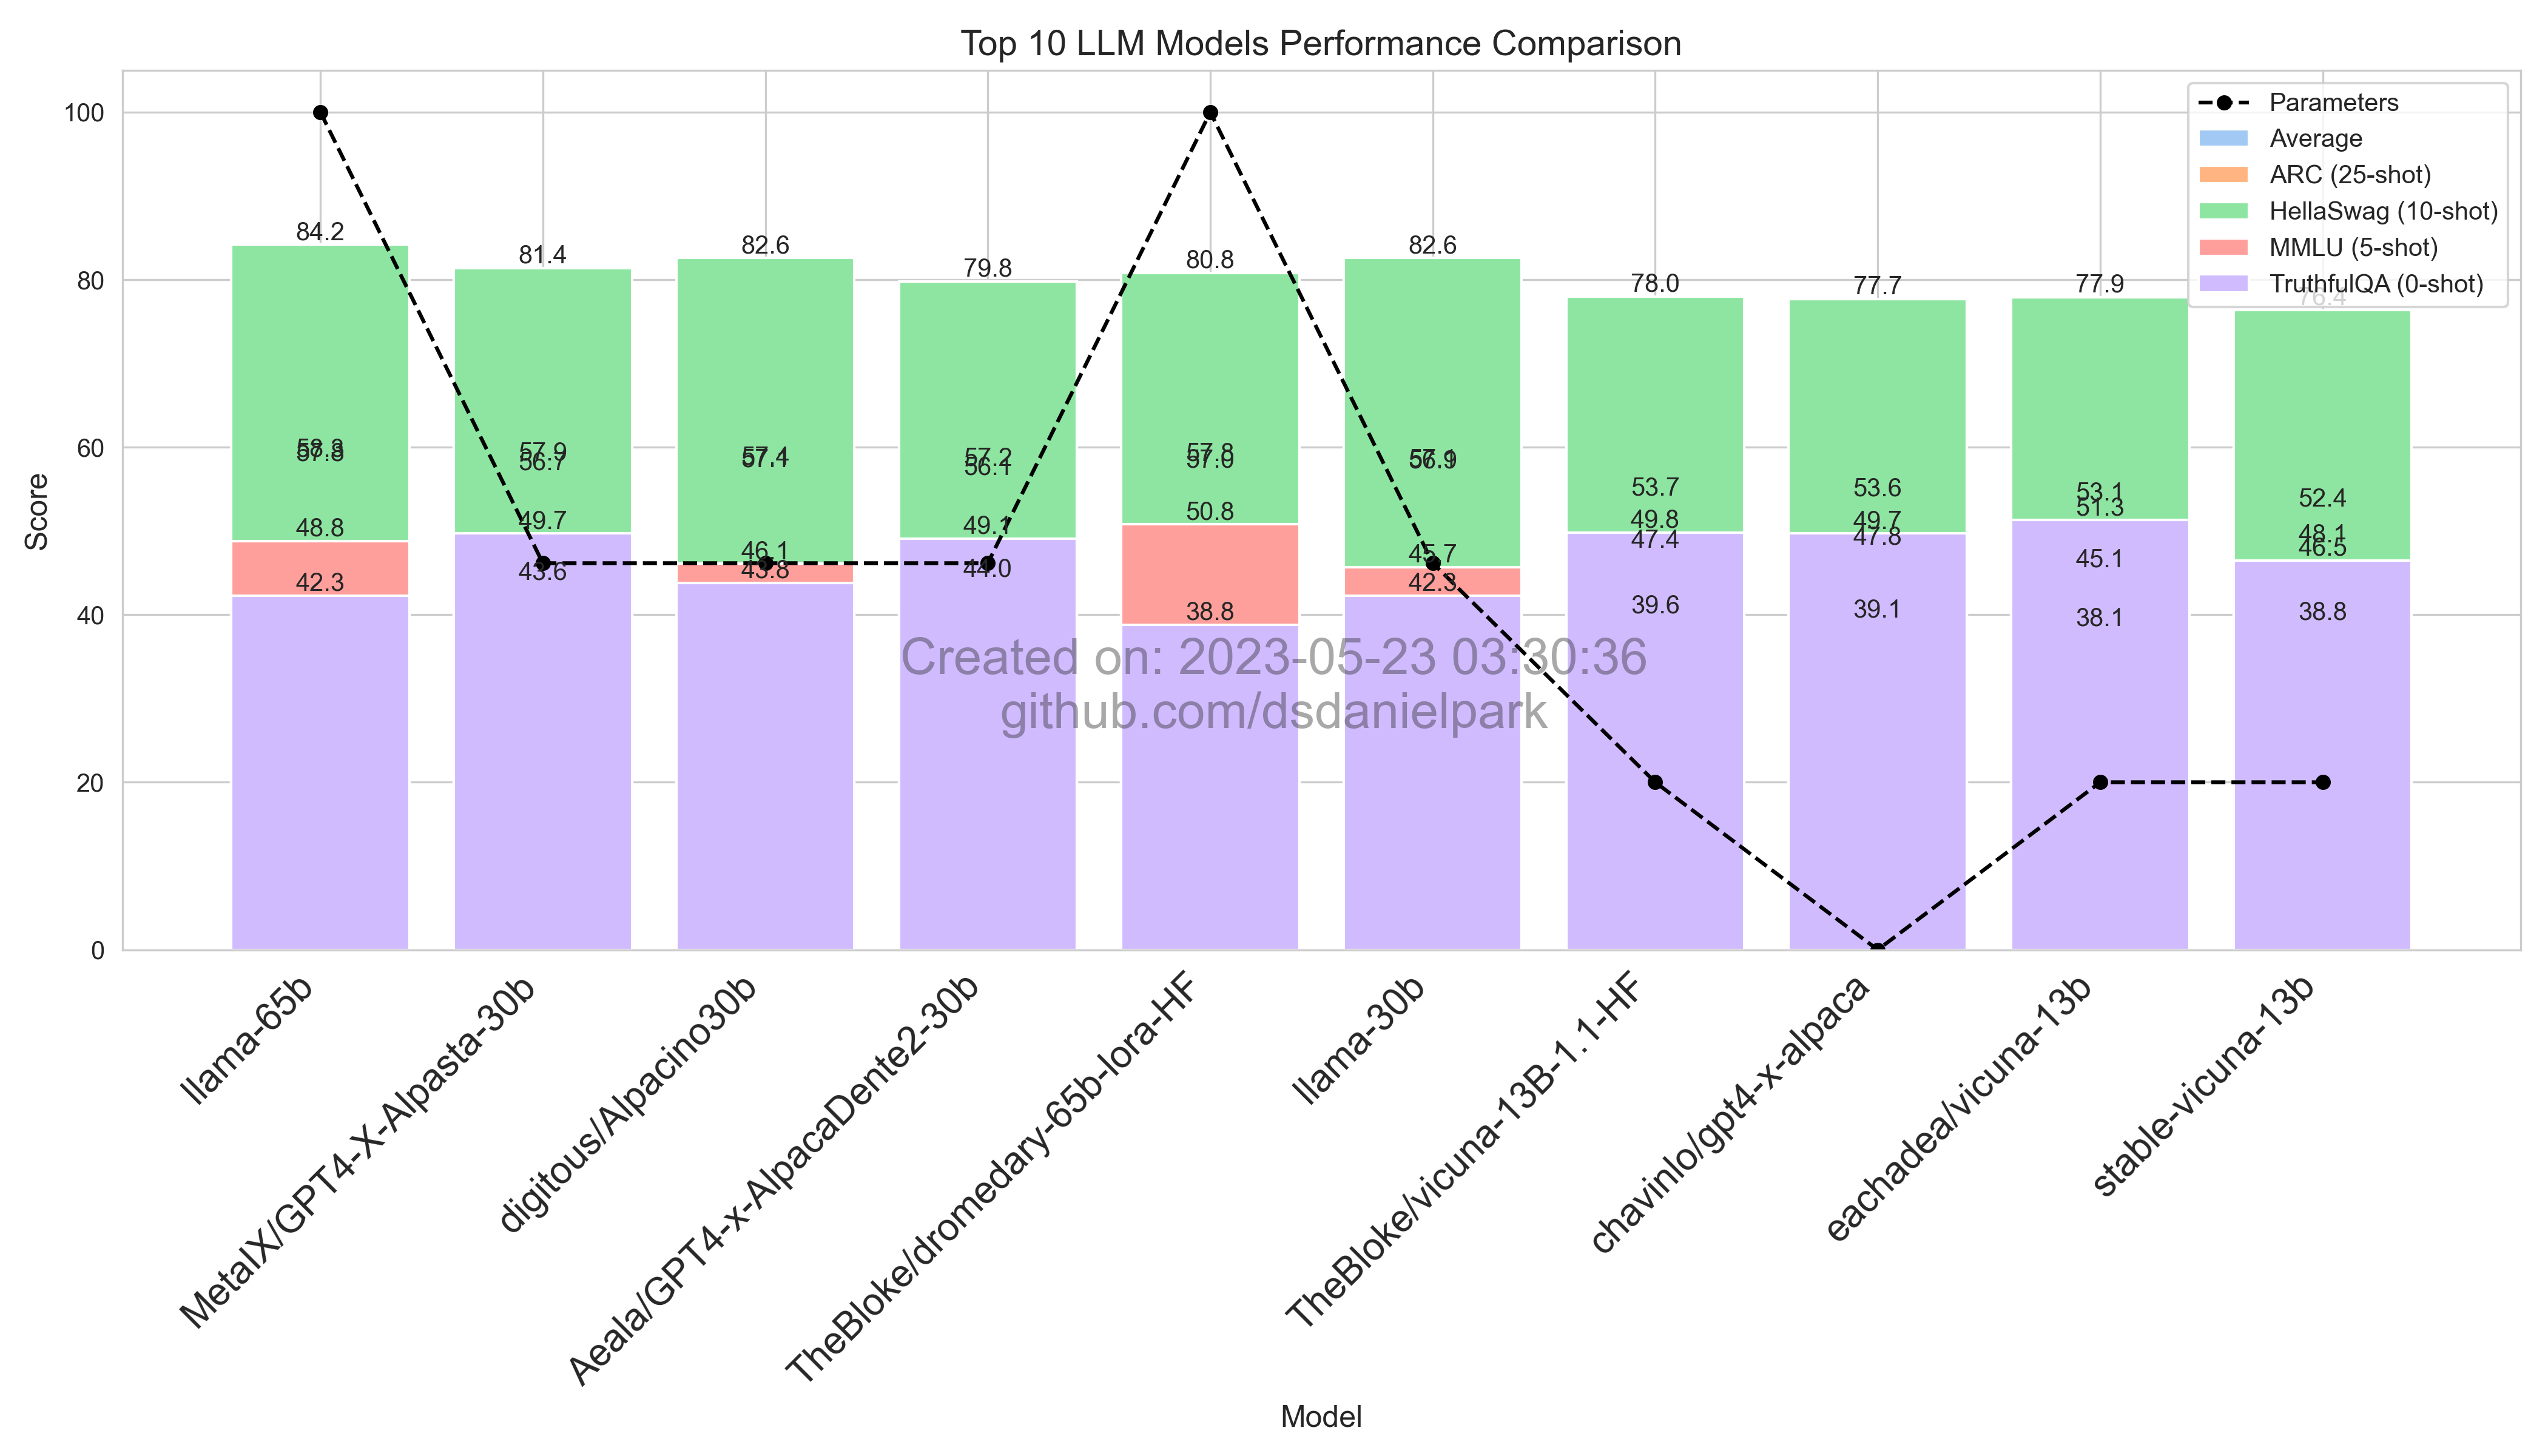 Top 10 LLM Models Performance Comparison
Score
100
80
60
40
20
0
Parameters
Average
ARC (25-shot)
HellaSwag (10-shot)
MMLU (5-shot)
TruthfulQA (0-shot)
84.2
81.4
82.6
79.8
80.8
82.6
78.0
77.7
77.9
76.4
57.9
56.7
57.4
57.2
56.1
57.8
57.0
57.1
56.9
53.7
53.6
53.1
51.3
52.4
48.8
49.7
46.1
49.1
50.8
45.7
49.8
49.7
48.1
47.4
47.8
45.1
46.5
42.3
43.6
43.8
44.0
38.8
42.3
39.6
39.1
38.1
38.8
Created on: 2023-05-23 03:30:36
github.com/dsdanielpark
llama-65b
MetaIX/GPT4-X-Alpasta-30b
digitous/Alpacino30b
Aeala/GPT4-x-AlpacaDente2-30b
TheBloke/dromedary-65b-lora-HF
llama-30b
TheBloke/vicuna-13B-1.1-HF
chavinlo/gpt4-x-alpaca
eachadea/vicuna-13b
stable-vicuna-13b
Model